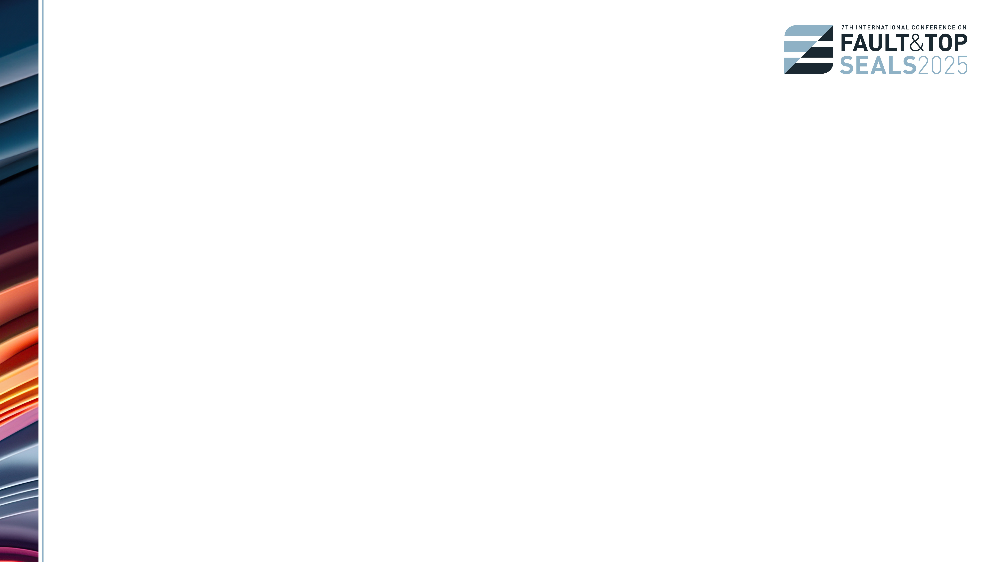 7TH INTERNATIONAL CONFERENCE ON
FAULT&TOP
SEALS2025